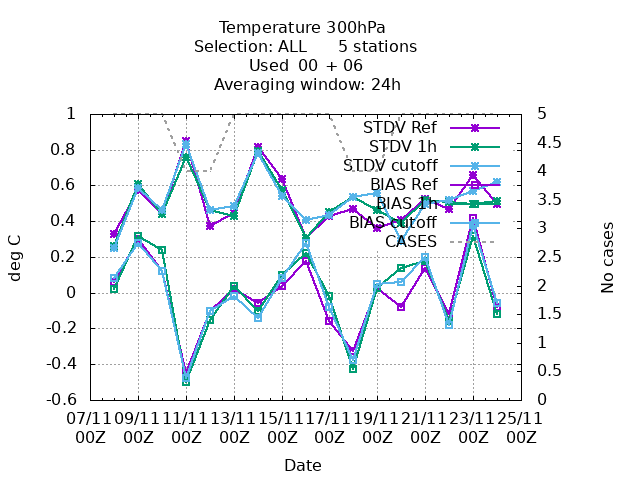 Temperature 300hPa
Selection: ALL 5 stations
Used 00 + 06
Averaging window: 24h
1
0.8
0.6
0.4
0.2
0
-0.2
-0.4
-0.6
deg C
5
4.5
4
3.5
3
2.5
2
1.5
1
0.5
0
No cases
STDV Ref
STDV 1h
STDV cutoff
BIAS Ref
BIAS 1h
BIAS cutoff
CASES
07/11 09/11 11/11 13/11 15/11 17/11 19/11 21/11 23/11 25/11
00Z 00Z 00Z 00Z 00Z 00Z 00Z 00Z 00Z 00Z
Date